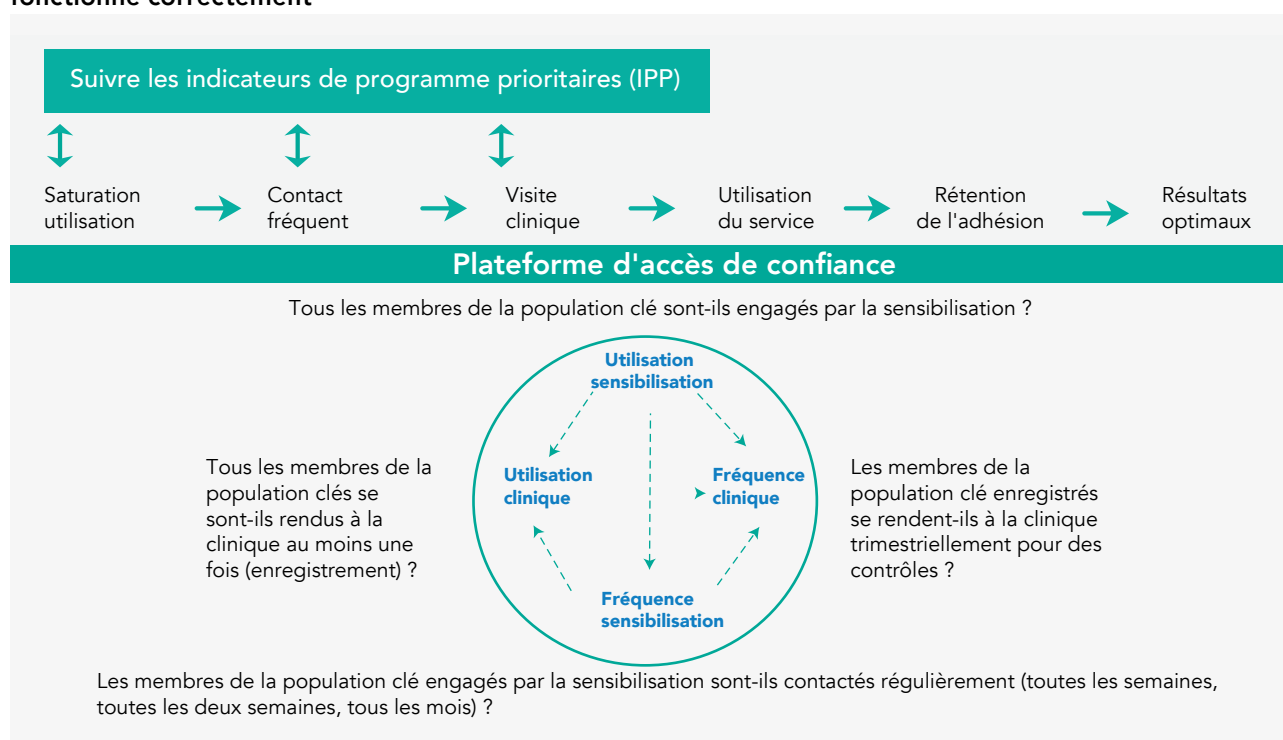 fonctionne correctement
Suivre les indicateurs de programme prioritaires (IPP)
Saturation
utilisation
Contact
fréquent
Visite
clinique
Utilisation
du service
Rétention
de l'adhésion
Résultats
optimaux
Plateforme d'accès de confiance
Tous les membres de la population clé sont-ils engagés par la sensibilisation ?
Utilisation
sensibilisation
Tous les membres de la
population clés se
sont-ils rendus à la
clinique au moins une
fois (enregistrement) ?
Utilisation
clinique
Fréquence
clinique
Les membres de la
population clé enregistrés
se rendent-ils à la clinique
trimestriellement pour des
contrôles ?
Fréquence
sensibilisation
Les membres de la population clé engagés par la sensibilisation sont-ils contactés régulièrement (toutes les semaines,
toutes les deux semaines, tous les mois) ?